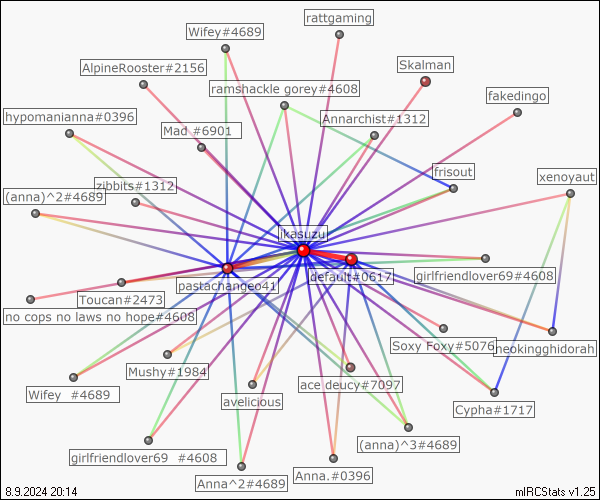 rattgaming
Wifey#4689
Skalman
AlpineRooster#2156
ramshackle gorey#4608
fakedingo
hypomanianna#0396
Mad #6901
Annarchist#1312
frisout
xenoyaut
zibbits#1312
(anna)^2#4689
ikasuzu
default#0617
girlfriendlover69#4608
pastachangeo41
Toucan#2473
no cops no laws no hope#4608
Soxy Foxy#5076
neokingghidorah
Mushy#1984
ace deucy#7097
Wifey #4689
avelicious
Cypha#1717
(anna)^3#4689
girlfriendlover69 #4608
Anna^2#4689
Anna.#0396
8.9.2024 20:14
mIRCStats v1.25